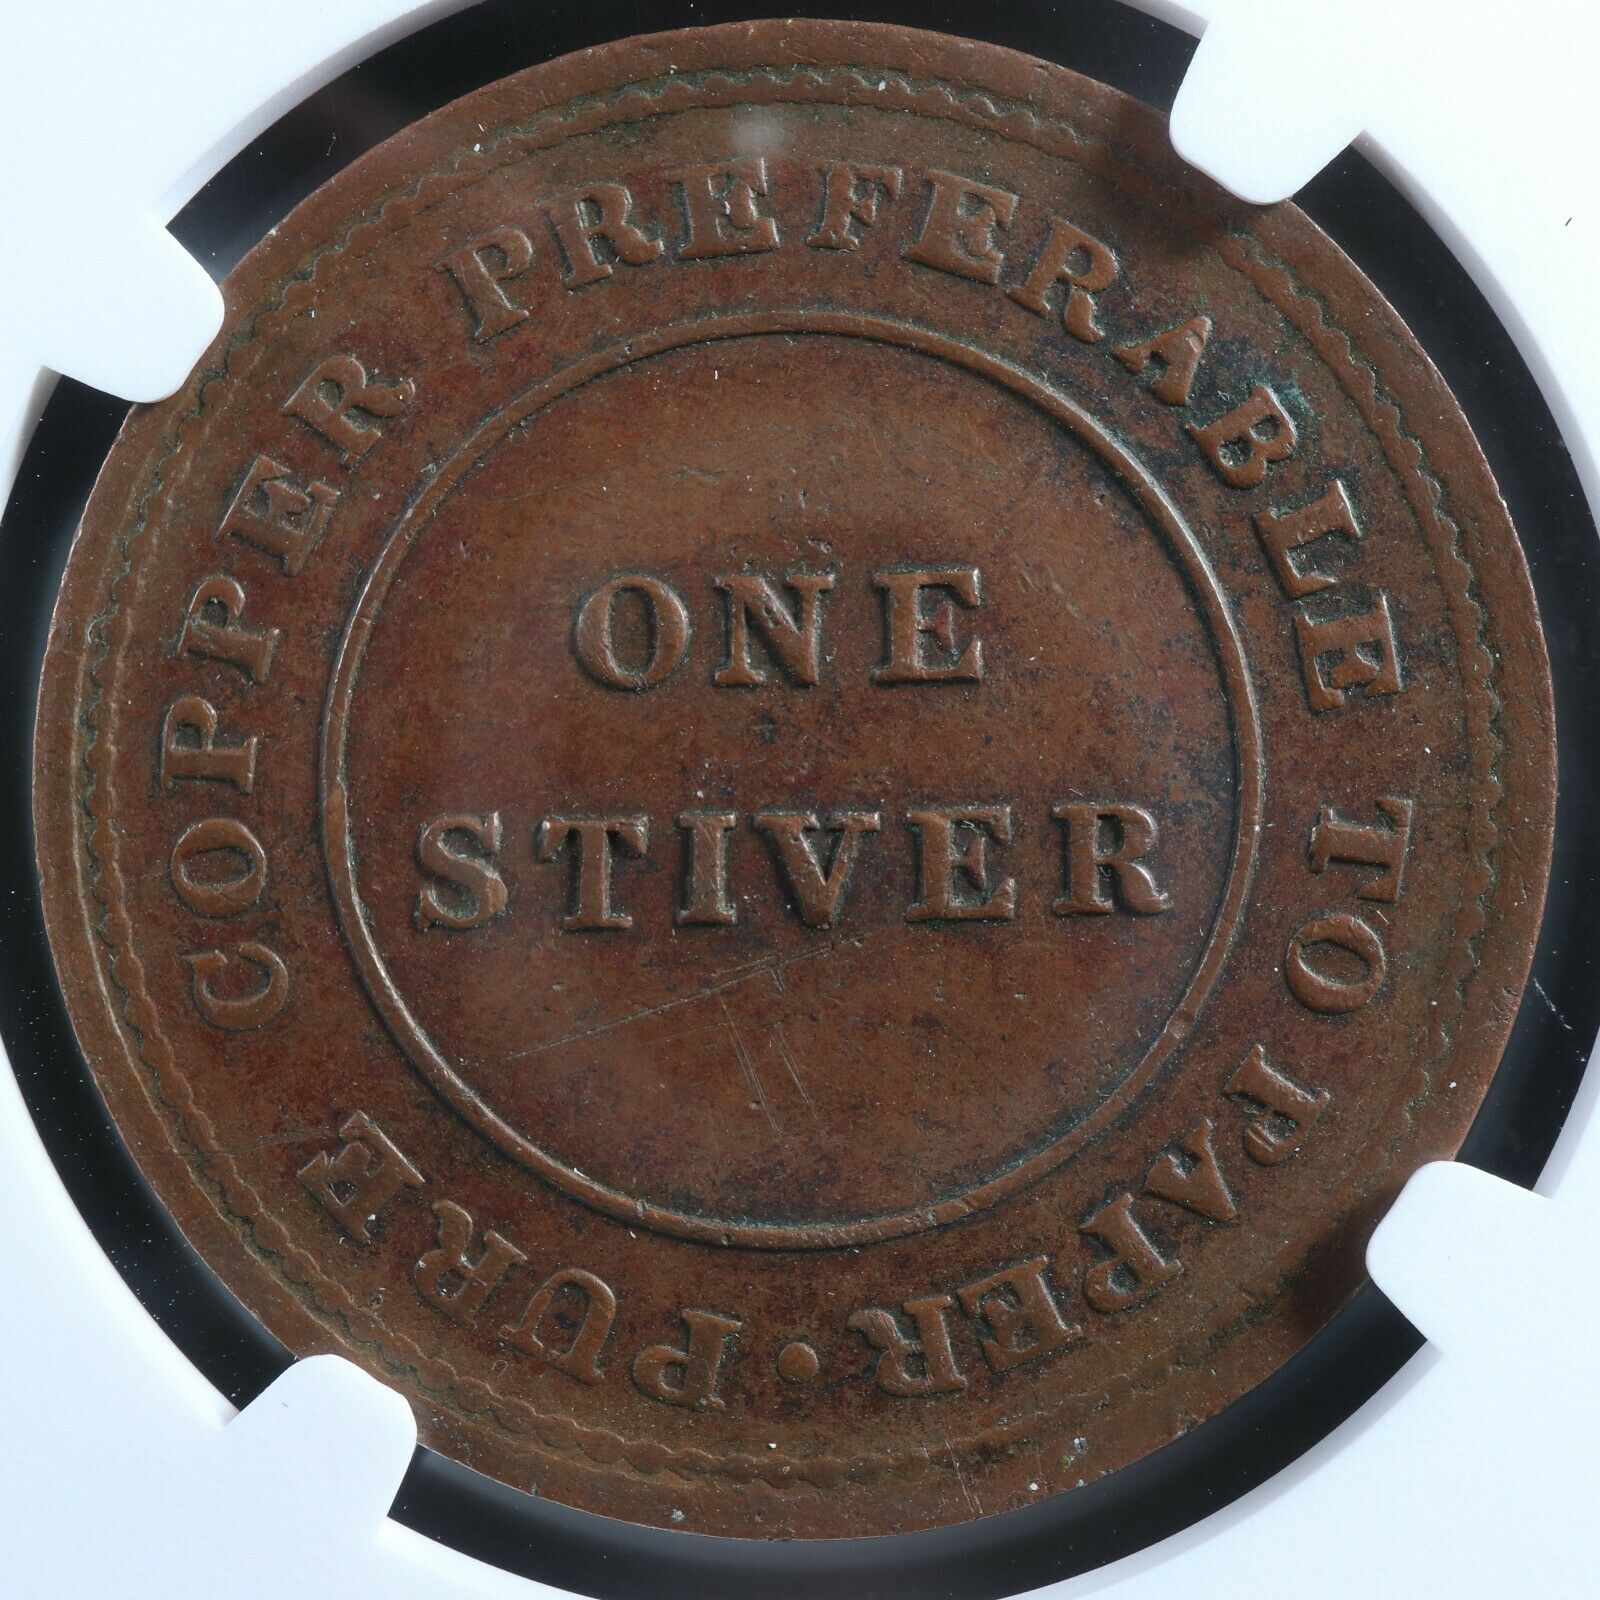 PURE COPPER PREFERABLE TO PAPER •
ONE
STIVER